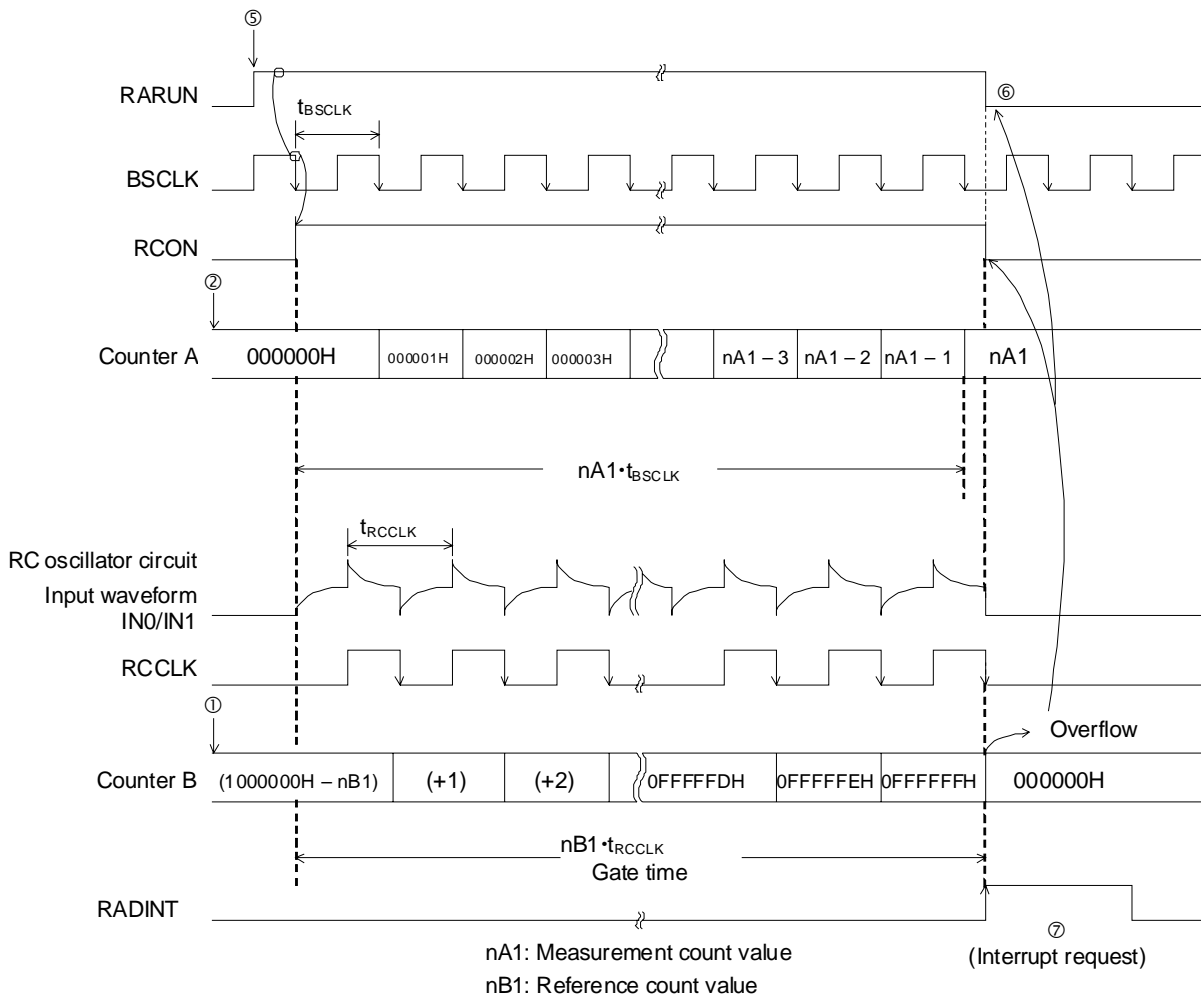 ⑤
RARUN
⑥
tBSCLK
BSCLK
RCON
②
Counter A 000000H 000001H 000002H 000003H nA1 – 3 nA1 – 2 nA1 – 1 nA1
nA1•tBSCLK
tRCCLK
RC oscillator circuit
Input waveform
IN0/IN1
RCCLK
①
Overflow
Counter B (1000000H – nB1) (+1) (+2) 0FFFFFDH 0FFFFFEH 0FFFFFFH 000000H
nB1•tRCCLK
Gate time
RADINT
⑦
(Interrupt request)
nA1: Measurement count value
nB1: Reference count value